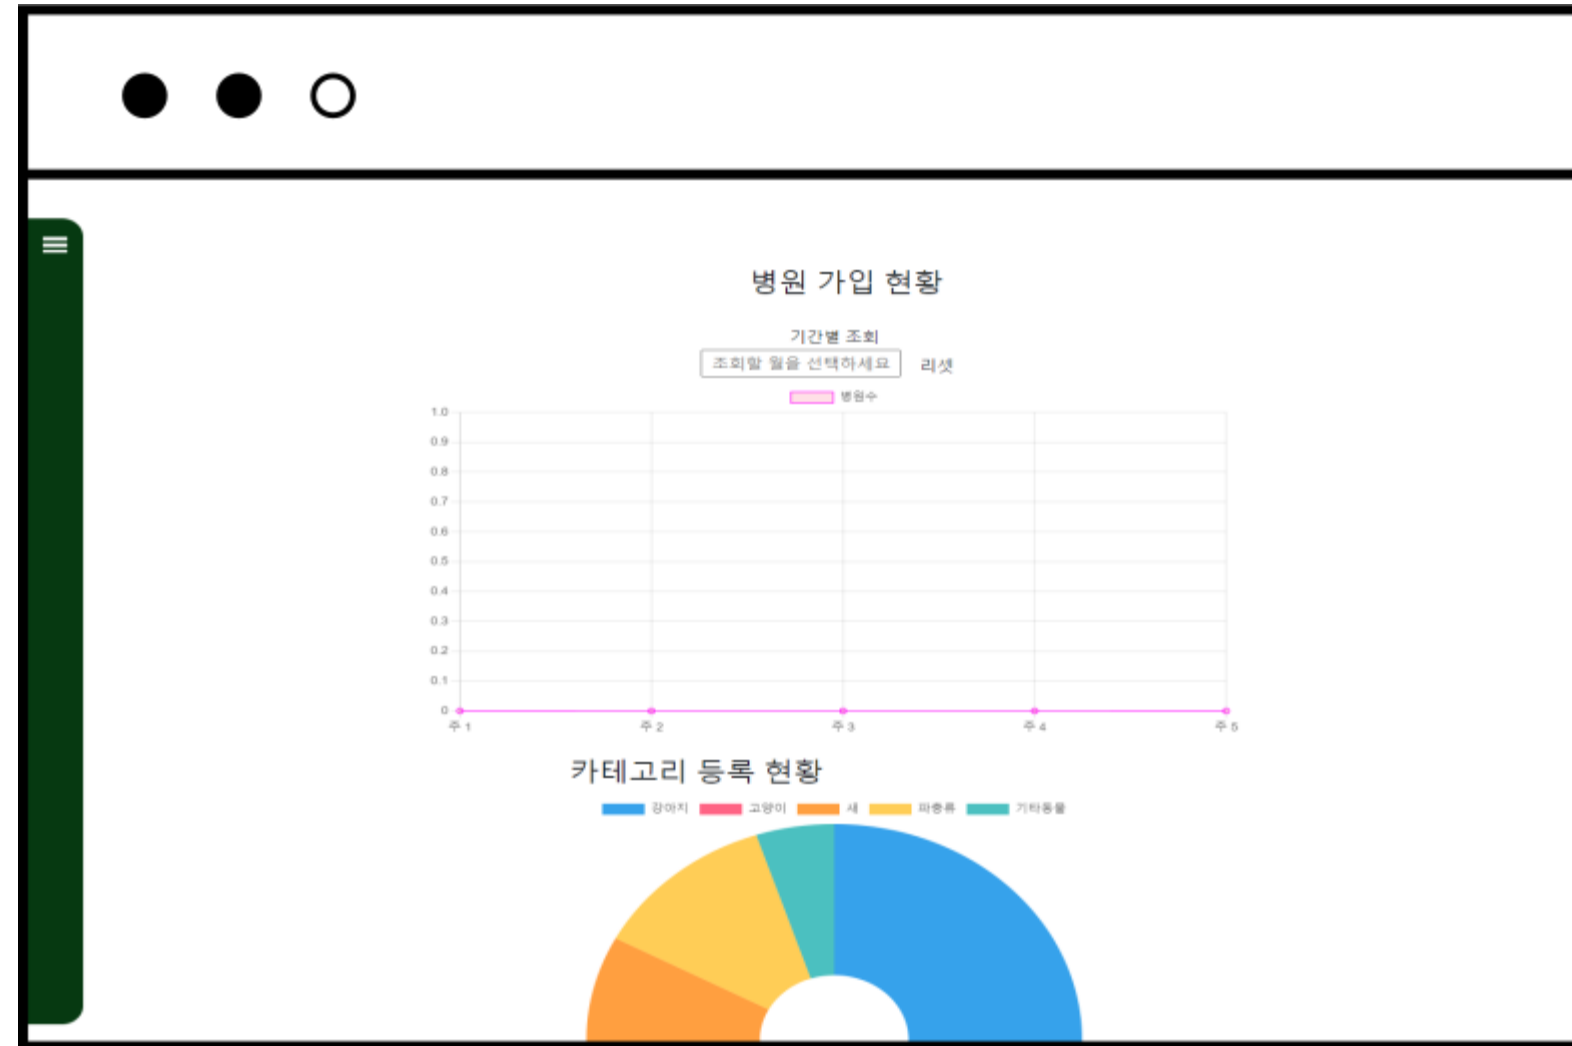 병원 가입 현황
기간별 조회
조회할 월을 선택하세요 리셋
병원수
1.0
0.9
0.8
0.7
0.6
0.5
0.4
0.3
0.2
0.1
0
주 1 주 2 주 3 주 4 주 5
카테고리 등록 현황
강아지 고양이 새 파충류 기타동물